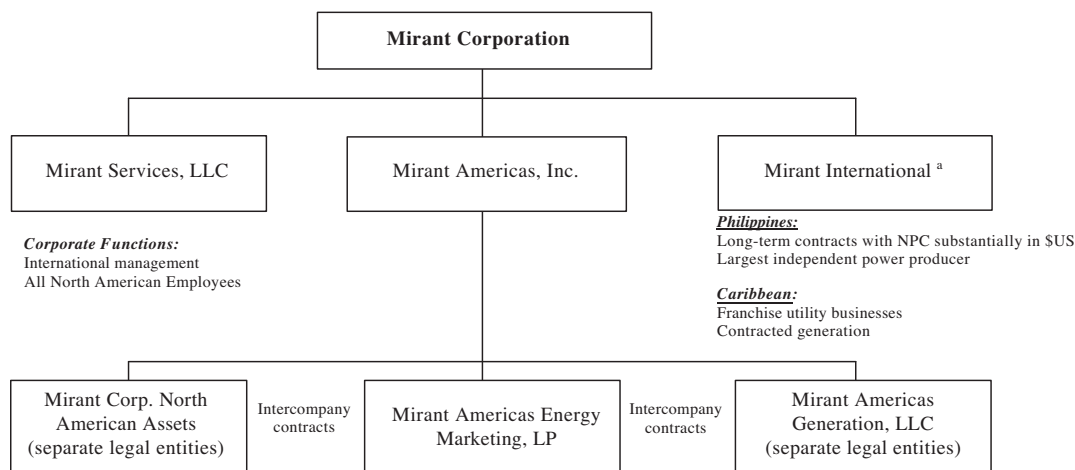 Mirant Corporation
Mirant Services, LLC
Mirant Americas, Inc.
Mirant International a
Corporate Functions:
International management
All North American Employees
Philippines:
Long-term contracts with NPC substantially in $US
Largest independent power producer
Caribbean:
Franchise utility businesses
Contracted generation
Mirant Corp. North
American Assets
(separate legal entities)
Intercompany
contracts
Mirant Americas Energy
Marketing, LP
Intercompany
contracts
Mirant Americas
Generation, LLC
(separate legal entities)